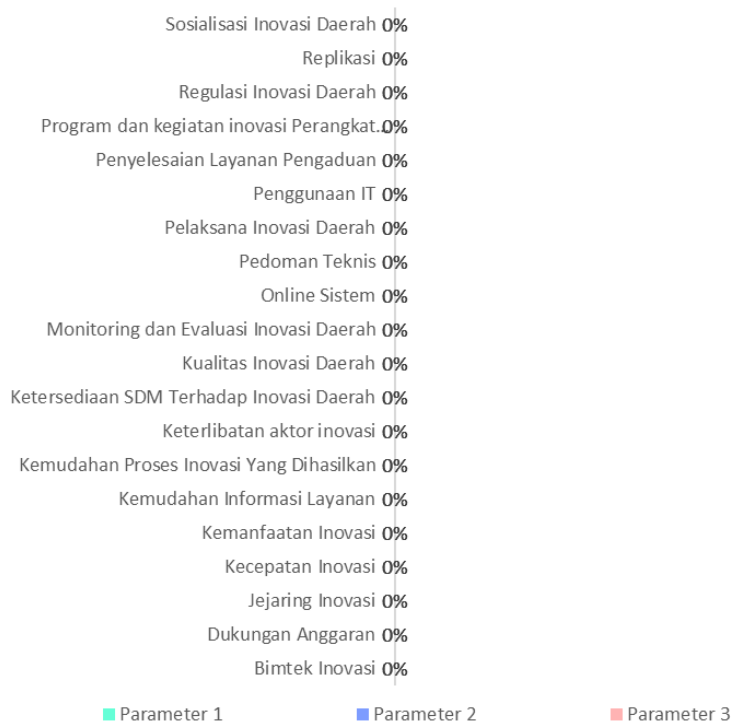 Sosialisasi Inovasi Daerah 0%
Replikasi 0%
Regulasi Inovasi Daerah 0%
Program dan kegiatan inovasi Perangkat... 0%
Penyelesaian Layanan Pengaduan 0%
Penggunaan IT 0%
Pelaksana Inovasi Daerah 0%
Pedoman Teknis 0%
Online Sistem 0%
Monitoring dan Evaluasi Inovasi Daerah 0%
Kualitas Inovasi Daerah 0%
Ketersediaan SDM Terhadap Inovasi Daerah 0%
Keterlibatan aktor inovasi 0%
Kemudahan Proses Inovasi Yang Dihasilkan 0%
Kemudahan Informasi Layanan 0%
Kemanfaatan Inovasi 0%
Kecepatan Inovasi 0%
Jejaring Inovasi 0%
Dukungan Anggaran 0%
Bimtek Inovasi 0%
Parameter 1 Parameter 2 Parameter 3